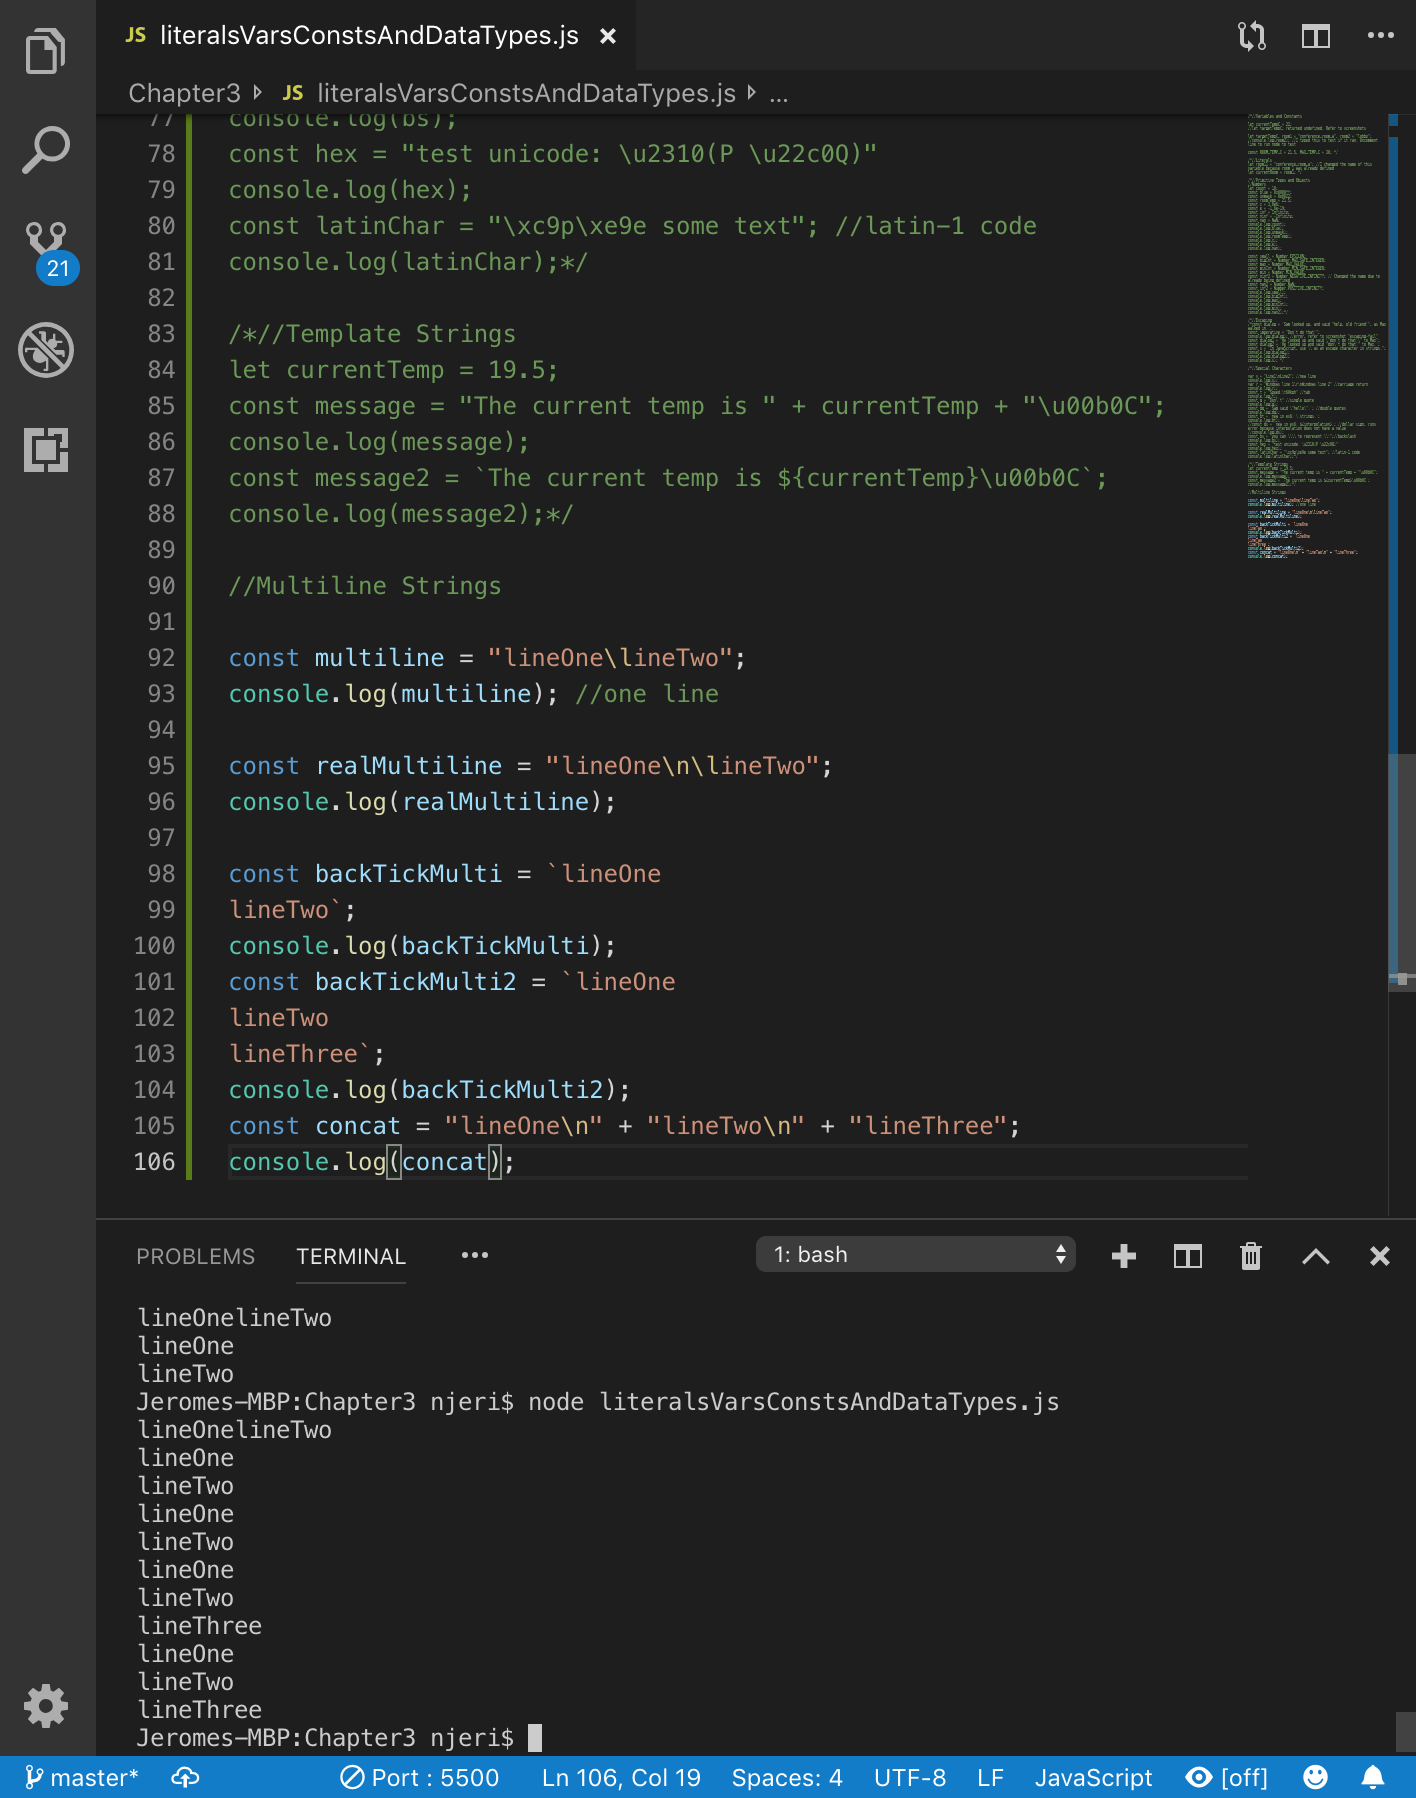 JS literalsVarsConstsAndDataTypes.js
Chapter3 JS literalsVarsConstsAndDataTypes.js ...
77 console.log(bs);
78 const hex = "test unicode: \u2310(P \u22c0Q)"
79 console.log(hex);
80 const latinChar = "\xc9p\xe9e some text"; //latin-1 code
81 console.log(latinChar);*/
82
83 /*//Template Strings
84 let currentTemp = 19.5;
85 const message = "The current temp is " + currentTemp + "\u00b0C";
86 console.log(message);
87 const message2 = `The current temp is ${currentTemp}\u00b0C`;
88 console.log(message2);*/
89
90 //Multiline Strings
91
92 const multiline = "lineOne\lineTwo";
93 console.log(multiline); //one line
94
95 const realMultiline = "lineOne\n\lineTwo";
96 console.log(realMultiline);
97
98 const backTickMulti = `lineOne
99 lineTwo`;
100 console.log(backTickMulti);
101 const backTickMulti2 = `lineOne
102 lineTwo
103 lineThree`;
104 console.log(backTickMulti2);
105 const concat = "lineOne\n" + "lineTwo\n" + "lineThree";
106 console.log(concat);
21
PROBLEMS TERMINAL ••• 1: bash
lineOnelineTwo
lineOne
lineTwo
Jeromes-MBP:Chapter3 njeri$ node literalsVarsConstsAndDataTypes.js
lineOnelineTwo
lineOne
lineTwo
lineOne
lineTwo
lineOne
lineTwo
lineThree
lineOne
lineTwo
lineThree
Jeromes-MBP:Chapter3 njeri$
master* Port : 5500 Ln 106, Col 19 Spaces: 4 UTF-8 LF JavaScript [off]